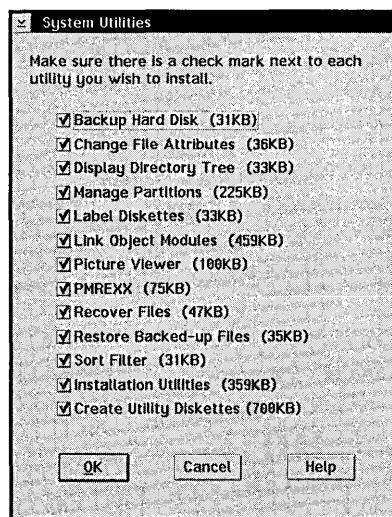 System Utilities
Make sure there is a check mark next to each
utility you wish to install.
Backup Hard Disk (31KB)
Change File Attributes (36KB)
Display Directory Tree (33KB)
Manage Partitions (225KB)
Label Diskettes (33KB)
Link Object Modules (459KB)
Picture Viewer (100KB)
PMREXX (75KB)
Recover Files (47KB)
Restore Backed-up Files (35KB)
Sort Filter (31KB)
Installation Utilities (359KB)
Create Utility Diskettes (700KB)
OK Cancel Help